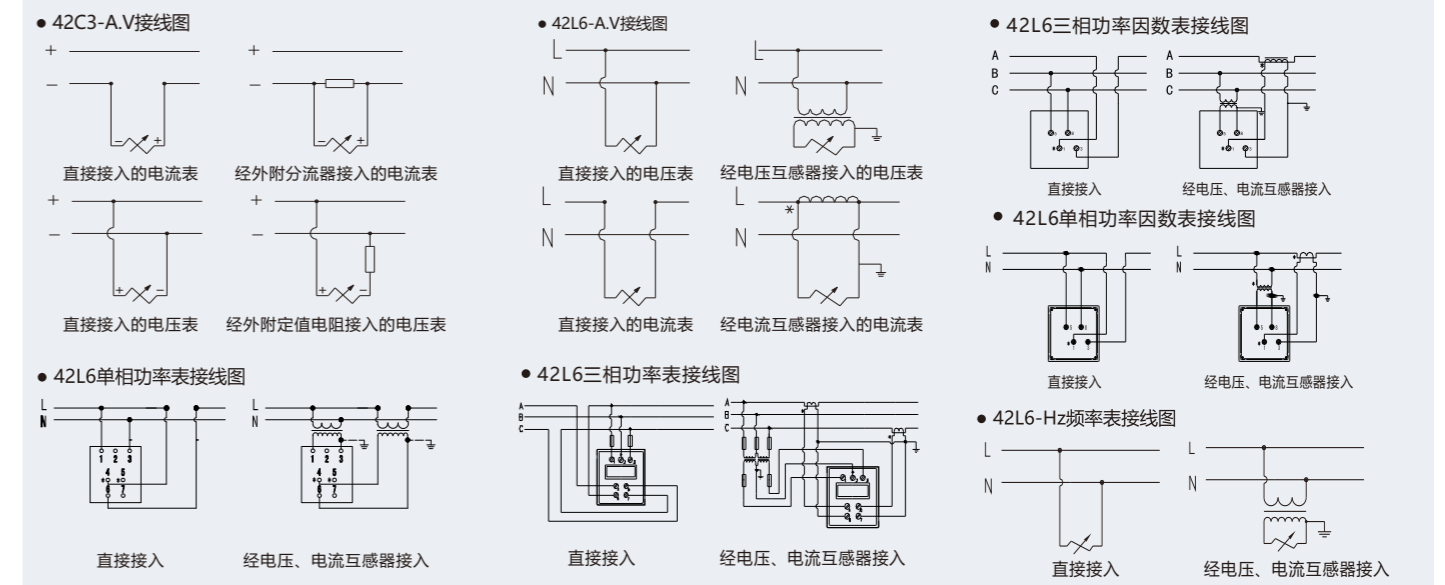 ● 42C3-A.V接线图
+
−
− +
直接接入的电流表
+
−
− +
经外附分流器接入的电流表
+
−
+ −
直接接入的电压表
+
−
+ −
经外附定值电阻接入的电压表
● 42L6-A.V接线图
L
N
直接接入的电压表
L
N
经电压互感器接入的电压表
L
N
直接接入的电流表
L
*
N
经电流互感器接入的电流表
● 42L6三相功率因数表接线图
A
B
C
直接接入
A
B
C
经电压、电流互感器接入
● 42L6单相功率因数表接线图
L
N
直接接入
L
N
经电压、电流互感器接入
● 42L6单相功率表接线图
L
N
1 2 3
4 5
6 7
直接接入
L
N
1 2 3
4 5
6 7
经电压、电流互感器接入
● 42L6三相功率表接线图
A
B
C
直接接入
A
B
C
经电压、电流互感器接入
● 42L6-Hz频率表接线图
L
N
直接接入
L
N
经电压、电流互感器接入